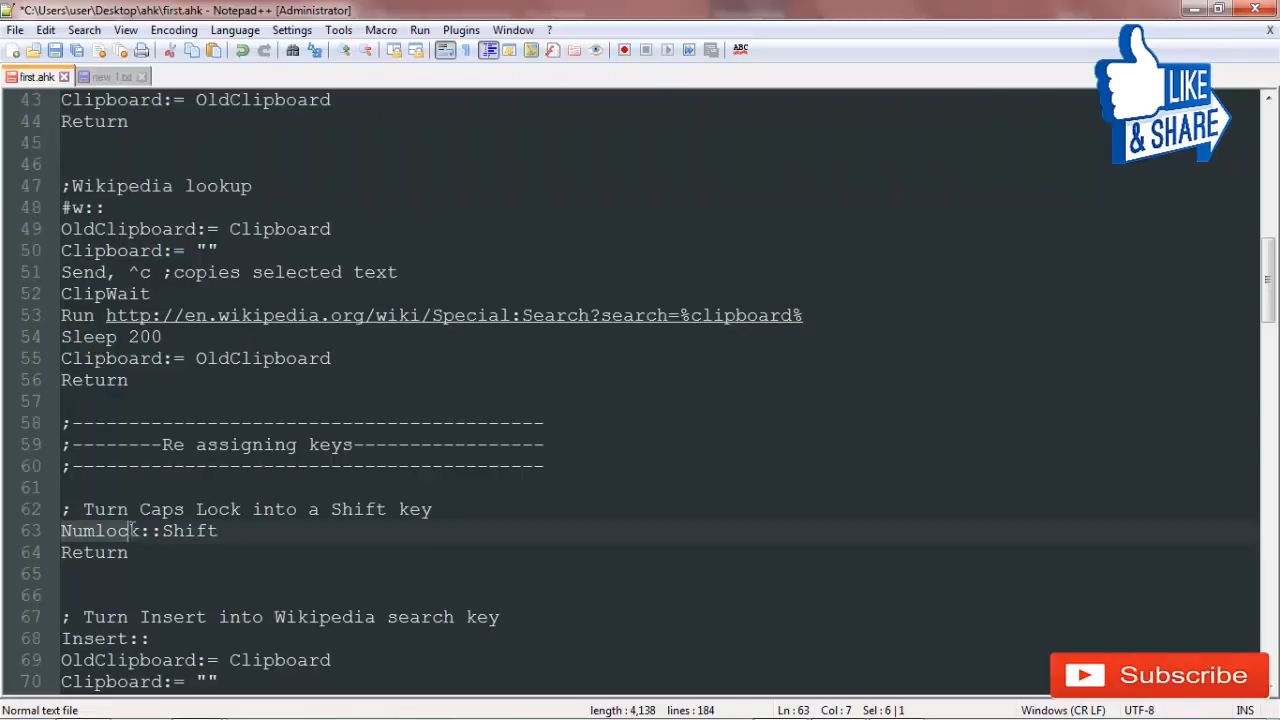 *C:\Users\user\Desktop\ahk\first.ahk - Notepad++ [Administrator]
File Edit Search View Encoding Language Settings Tools Macro Run Plugins Window ? X
ABC
first.ahk new 1.txt
LIKE
& SHARE
43 Clipboard:= OldClipboard
44 Return
45
46
47 ;Wikipedia lookup
48 #w::
49 OldClipboard:= Clipboard
50 Clipboard:= ""
51 Send, ^c ;copies selected text
52 ClipWait
53 Run http://en.wikipedia.org/wiki/Special:Search?search=%clipboard%
54 Sleep 200
55 Clipboard:= OldClipboard
56 Return
57
58 ;------------------------------------------
59 ;--------Re assigning keys-----------------
60 ;------------------------------------------
61
62 ; Turn Caps Lock into a Shift key
63 Numlock::Shift
64 Return
65
66
67 ; Turn Insert into Wikipedia search key
68 Insert::
69 OldClipboard:= Clipboard
70 Clipboard:= ""
Subscribe
Normal text file length : 4,138 lines : 184 Ln : 63 Col : 7 Sel : 6 | 1 Windows (CR LF) UTF-8 INS